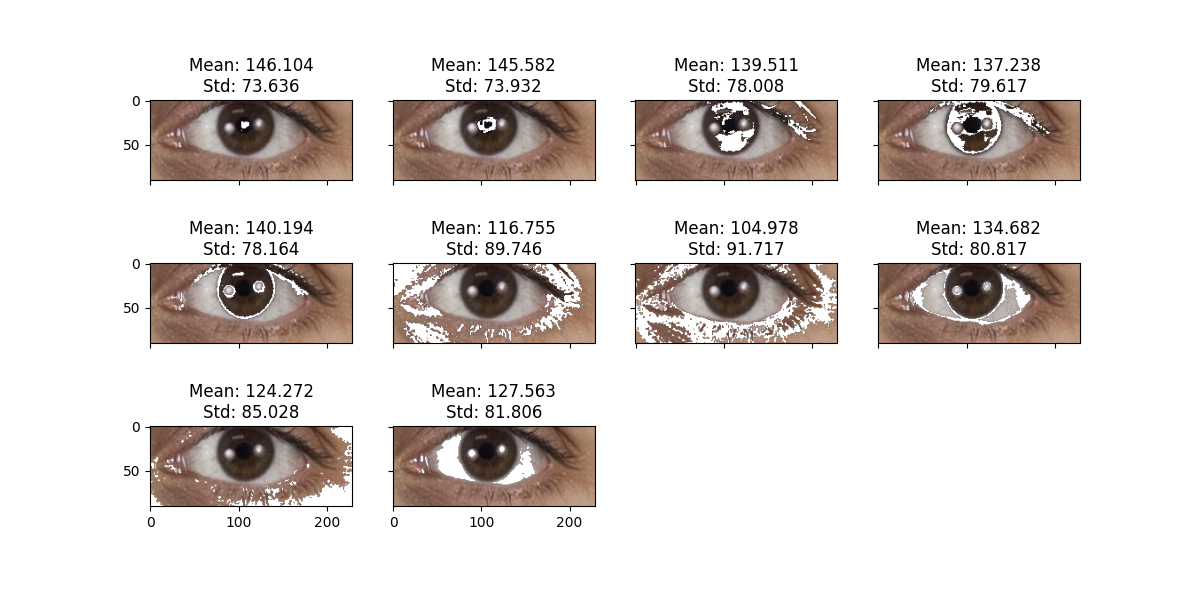 Mean: 146.104
Std: 73.636
Mean: 145.582
Std: 73.932
Mean: 139.511
Std: 78.008
Mean: 137.238
Std: 79.617
0
50
Mean: 140.194
Std: 78.164
Mean: 116.755
Std: 89.746
Mean: 104.978
Std: 91.717
Mean: 134.682
Std: 80.817
0
50
Mean: 124.272
Std: 85.028
Mean: 127.563
Std: 81.806
0
50
0 100 200
0 100 200